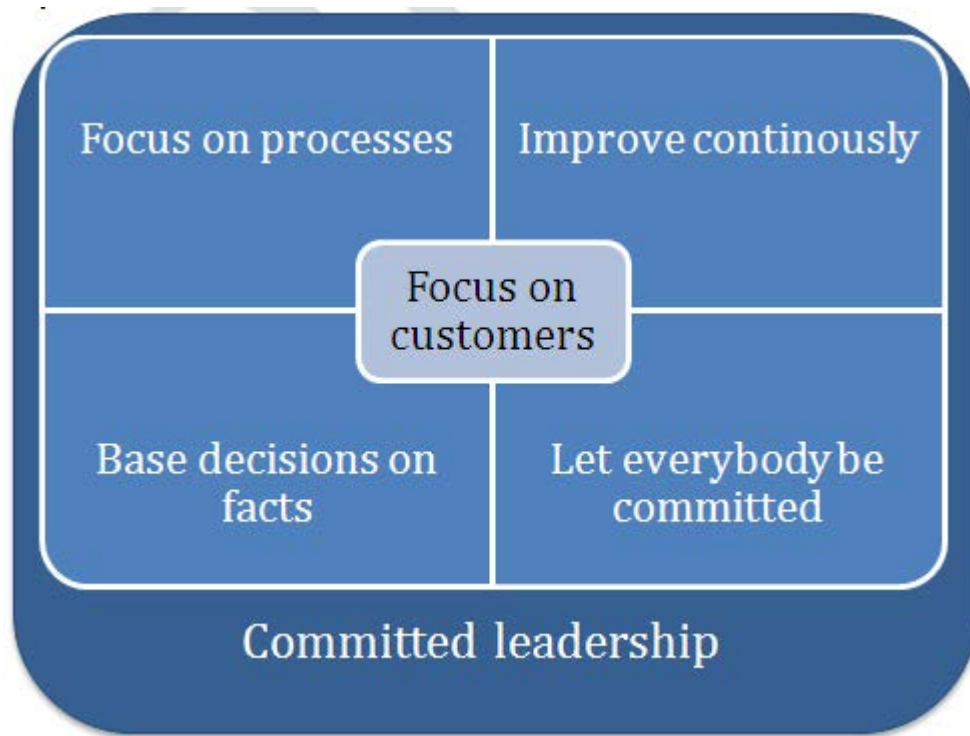 Focus on processes
Improve continously
Focus on
customers
Base decisions on
facts
Let everybody be
committed
Committed leadership